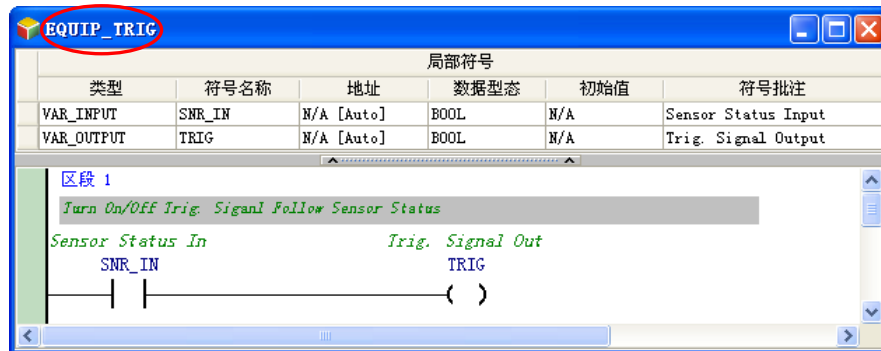 EQUIP_TRIG
局部符号
类型 符号名称 地址 数据型态 初始值 符号批注
VAR_INPUT SNR_IN N/A [Auto] BOOL N/A Sensor Status Input
VAR_OUTPUT TRIG N/A [Auto] BOOL N/A Trig. Signal Output
区段 1
Turn On/Off Trig. Siganl Follow Sensor Status
Sensor Status In Trig. Signal Out
SNR_IN TRIG